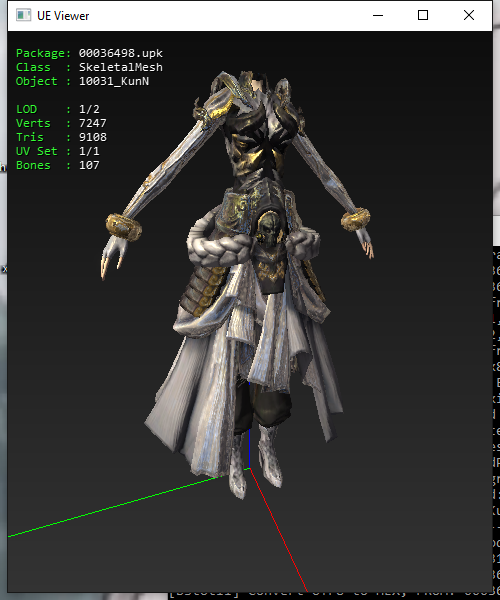 UE Viewer
Package: 00036498.upk
Class : SkeletalMesh
Object : 10031_KunN
LOD : 1/2
Verts : 7247
Tris : 9108
UV Set : 1/1
Bones : 107